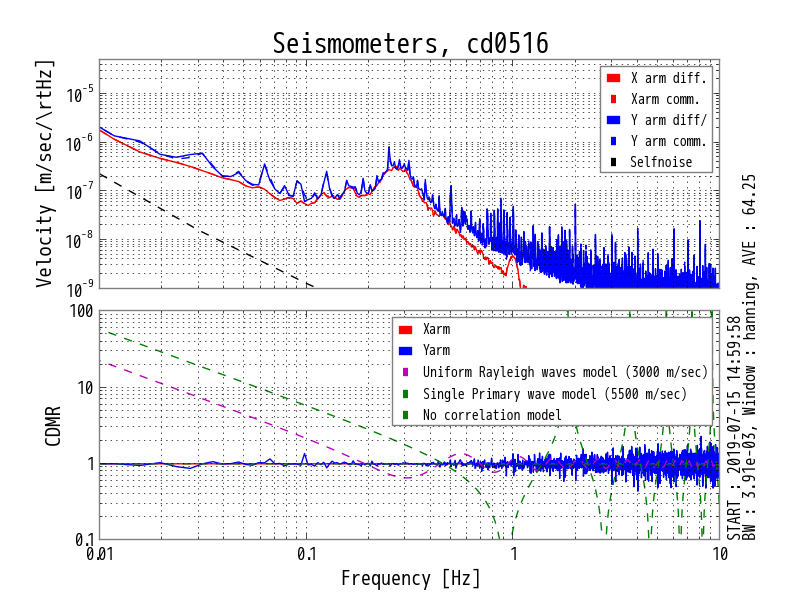 Seismometers, cd0516
Velocity [m/sec/\rtHz]
10^-5
10^-6
10^-7
10^-8
10^-9
X arm diff.
Xarm comm.
Y arm diff/
Y arm comm.
Selfnoise
CDMR
100
10
1
0.1
Xarm
Yarm
Uniform Rayleigh waves model (3000 m/sec)
Single Primary wave model (5500 m/sec)
No correlation model
0.01
0.1
1
10
Frequency [Hz]
START : 2019-07-15 14:59:58
BW : 3.91e-03, Window : hanning, AVE : 64.25